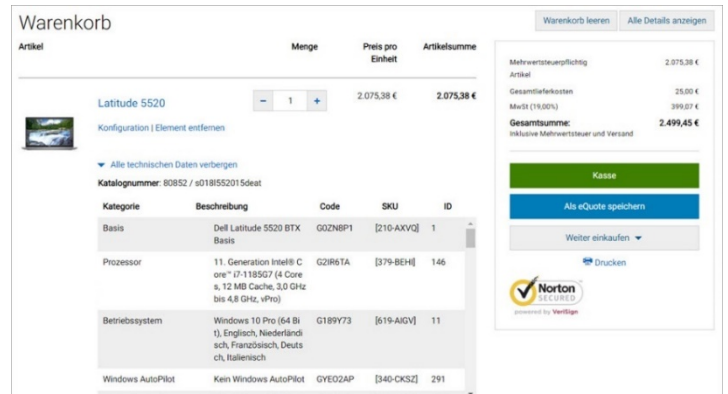 Warenkorb
Warenkorb leeren
Alle Details anzeigen
Artikel Menge Preis pro Einheit Artikelsumme
Latitude 5520
− 1 +
2.075,38 € 2.075,38 €
Konfiguration | Element entfernen
Alle technischen Daten verbergen
Katalognummer: 80852 / s018l552015deat
Kategorie Beschreibung Code SKU ID
Basis Dell Latitude 5520 BTX G0ZN8P1 [210-AXVQ] 1
Basis
Prozessor 11. Generation Intel® C G2IR6TA [379-BEHI] 146
ore™ i7-1185G7 (4 Core
s, 12 MB Cache, 3,0 GHz
bis 4,8 GHz, vPro)
Betriebssystem Windows 10 Pro (64 Bi G189Y73 [619-AIGV] 11
t), Englisch, Niederländi
sch, Französisch, Deuts
ch, Italienisch
Windows AutoPilot Kein Windows AutoPilot GYEO2AP [340-CKSZ] 291
Mehrwertsteuerpflichtig 2.075,38 €
Artikel
Gesamtlieferkosten 25,00 €
MwSt (19,00%) 399,07 €
Gesamtsumme: 2.499,45 €
Inklusive Mehrwertsteuer und Versand
Kasse
Als eQuote speichern
Weiter einkaufen
Drucken
Norton
SECURED
powered by VeriSign